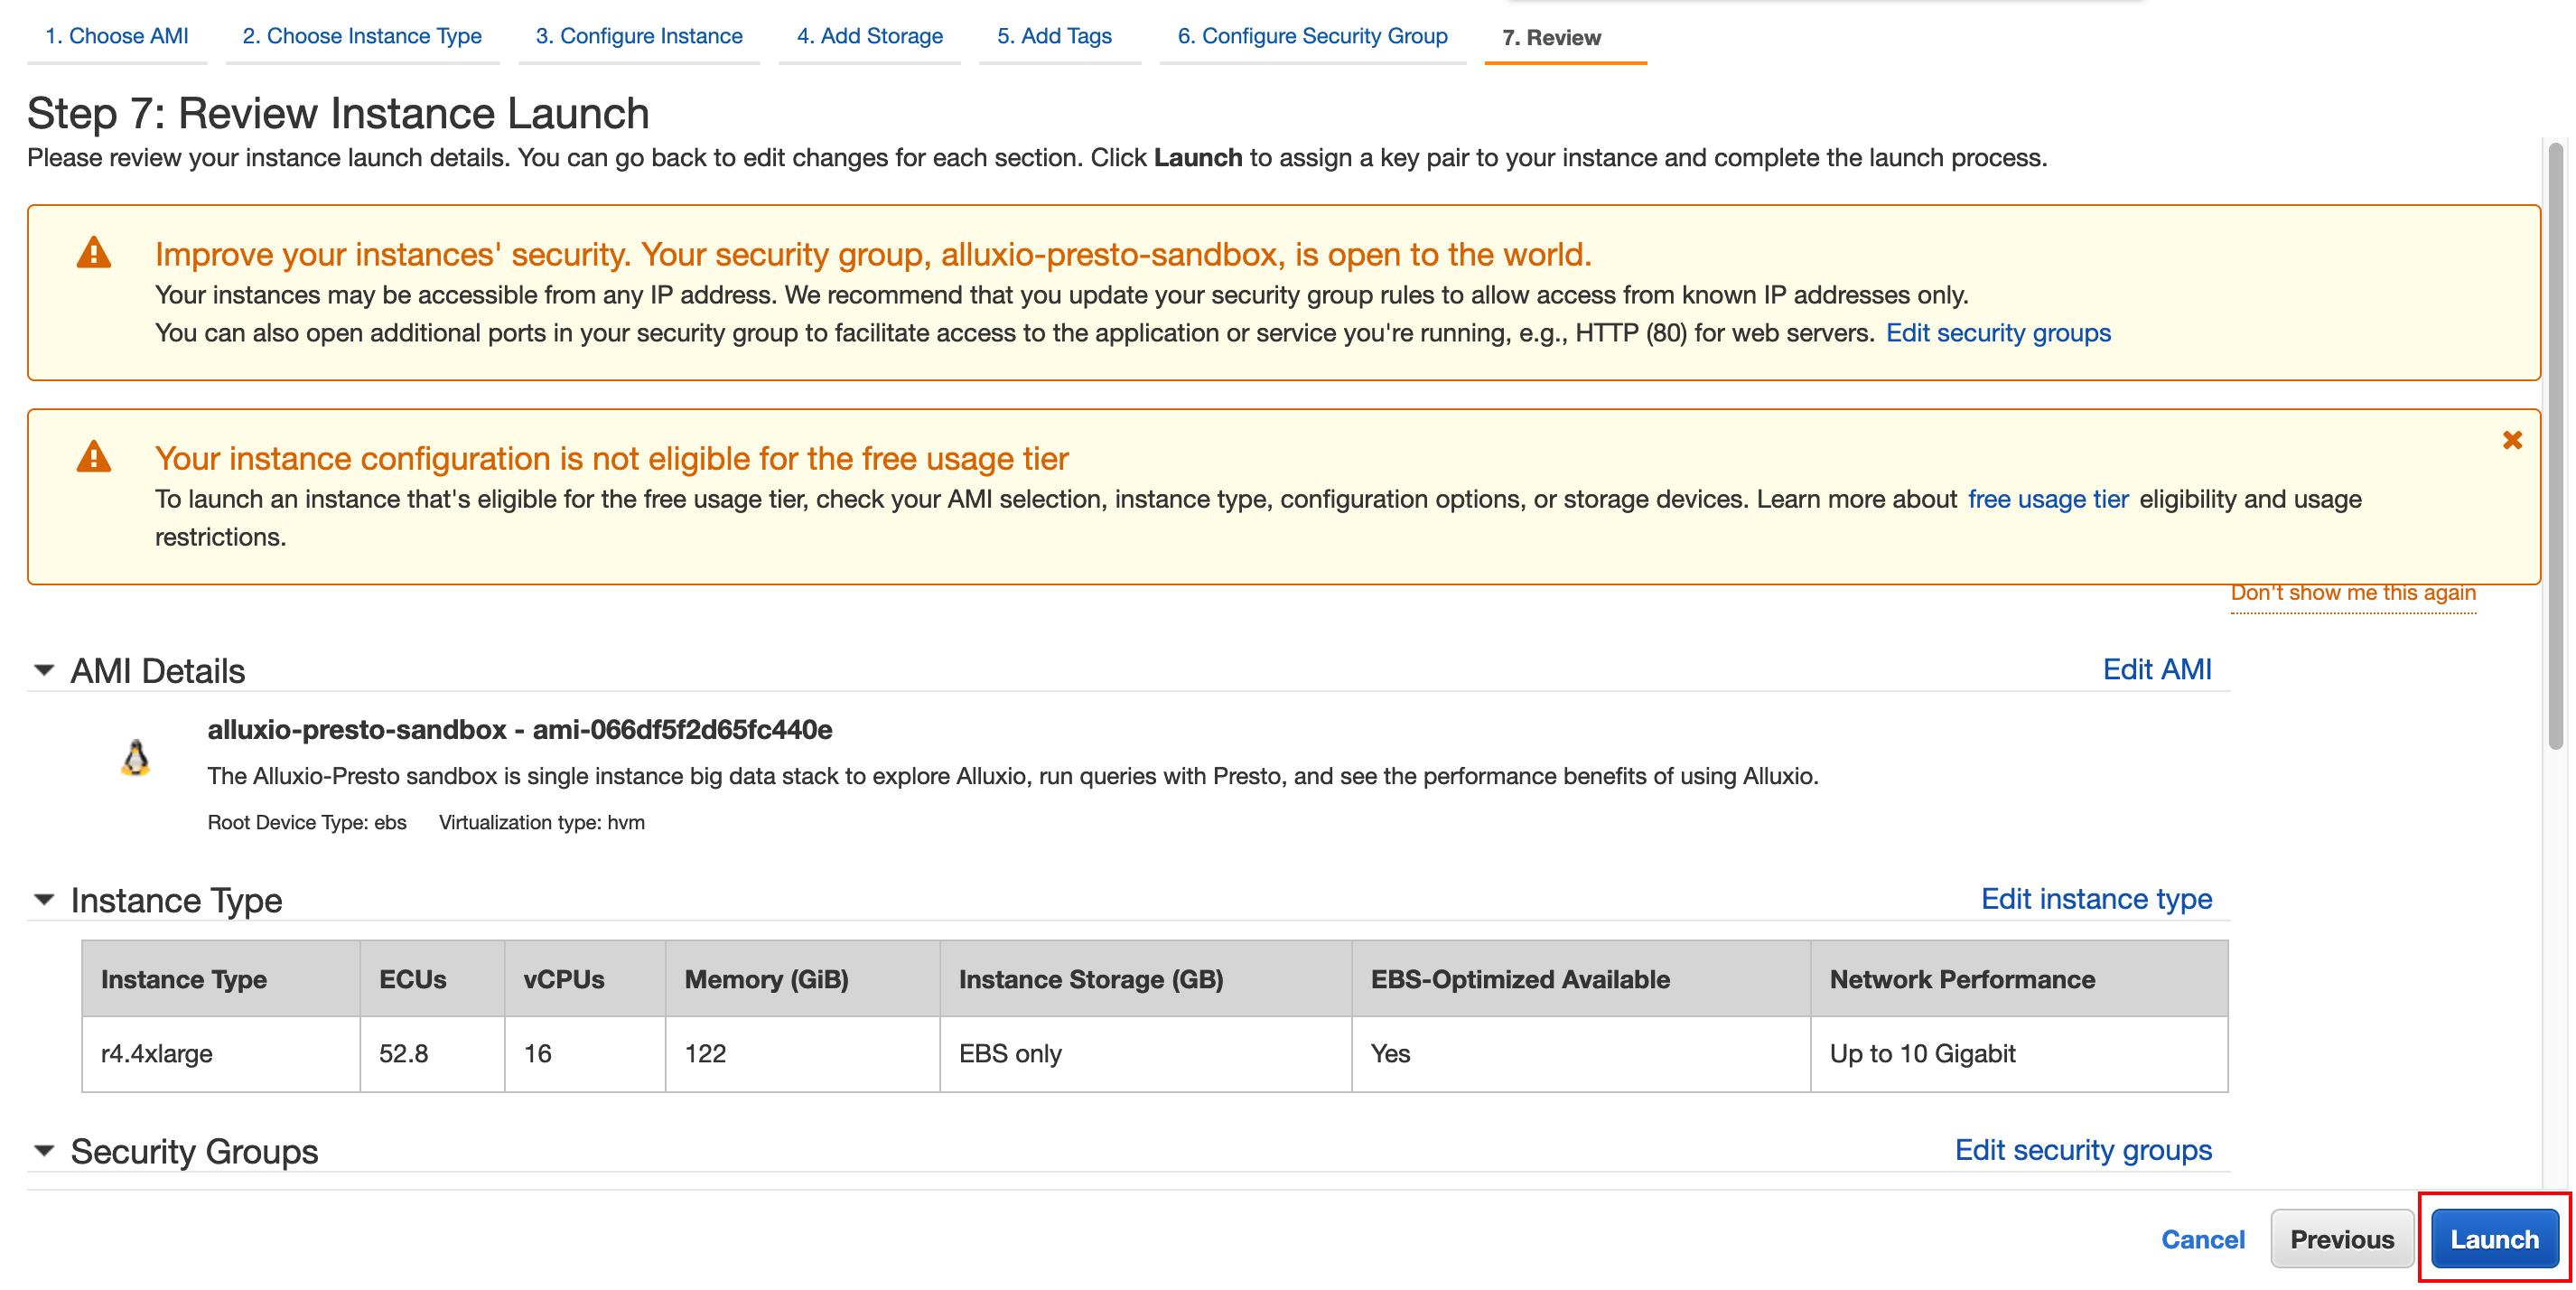 1. Choose AMI 2. Choose Instance Type 3. Configure Instance 4. Add Storage 5. Add Tags 6. Configure Security Group 7. Review
Step 7: Review Instance Launch
Please review your instance launch details. You can go back to edit changes for each section. Click Launch to assign a key pair to your instance and complete the launch process.
Improve your instances' security. Your security group, alluxio-presto-sandbox, is open to the world.
Your instances may be accessible from any IP address. We recommend that you update your security group rules to allow access from known IP addresses only.
You can also open additional ports in your security group to facilitate access to the application or service you're running, e.g., HTTP (80) for web servers. Edit security groups
Your instance configuration is not eligible for the free usage tier
To launch an instance that's eligible for the free usage tier, check your AMI selection, instance type, configuration options, or storage devices. Learn more about free usage tier eligibility and usage
restrictions.
Don't show me this again
AMI Details Edit AMI
alluxio-presto-sandbox - ami-066df5f2d65fc440e
The Alluxio-Presto sandbox is single instance big data stack to explore Alluxio, run queries with Presto, and see the performance benefits of using Alluxio.
Root Device Type: ebs Virtualization type: hvm
Instance Type Edit instance type
Instance Type ECUs vCPUs Memory (GiB) Instance Storage (GB) EBS-Optimized Available Network Performance
r4.4xlarge 52.8 16 122 EBS only Yes Up to 10 Gigabit
Security Groups Edit security groups
Cancel Previous Launch